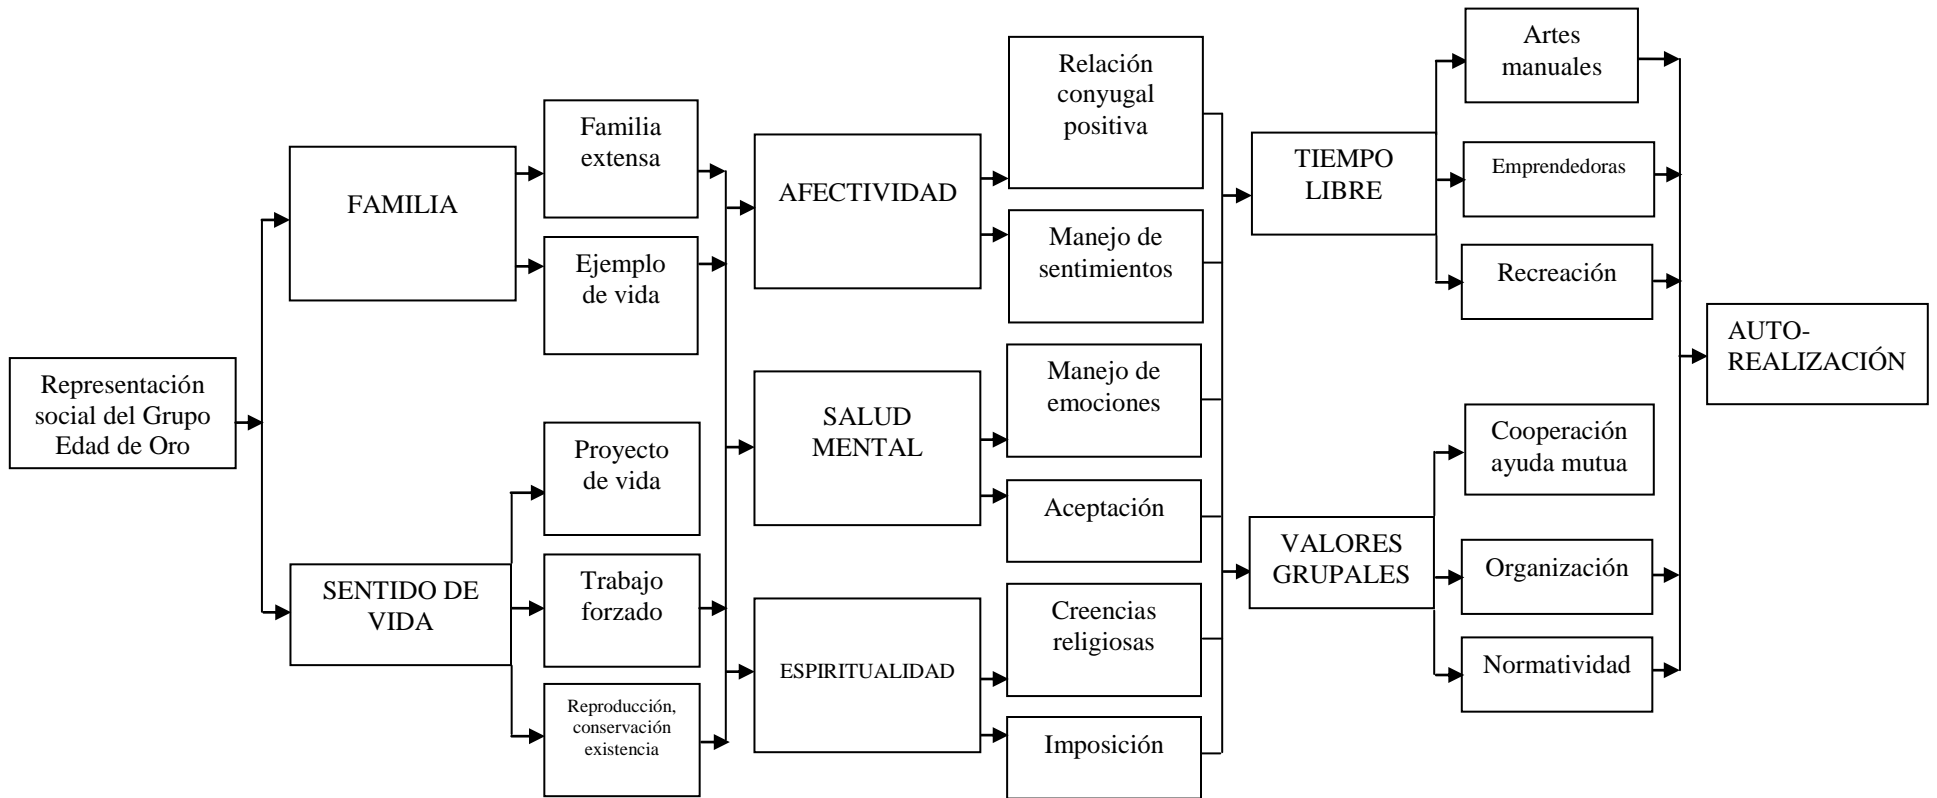 Representación
social del Grupo
Edad de Oro
FAMILIA
SENTIDO DE
VIDA
Familia
extensa
Ejemplo
de vida
Proyecto
de vida
Trabajo
forzado
Reproducción,
conservación
existencia
AFECTIVIDAD
SALUD
MENTAL
ESPIRITUALIDAD
Relación
conyugal
positiva
Manejo de
sentimientos
Manejo de
emociones
Aceptación
Creencias
religiosas
Imposición
TIEMPO
LIBRE
VALORES
GRUPALES
Artes
manuales
Emprendedoras
Recreación
Cooperación
ayuda mutua
Organización
Normatividad
AUTO-
REALIZACIÓN